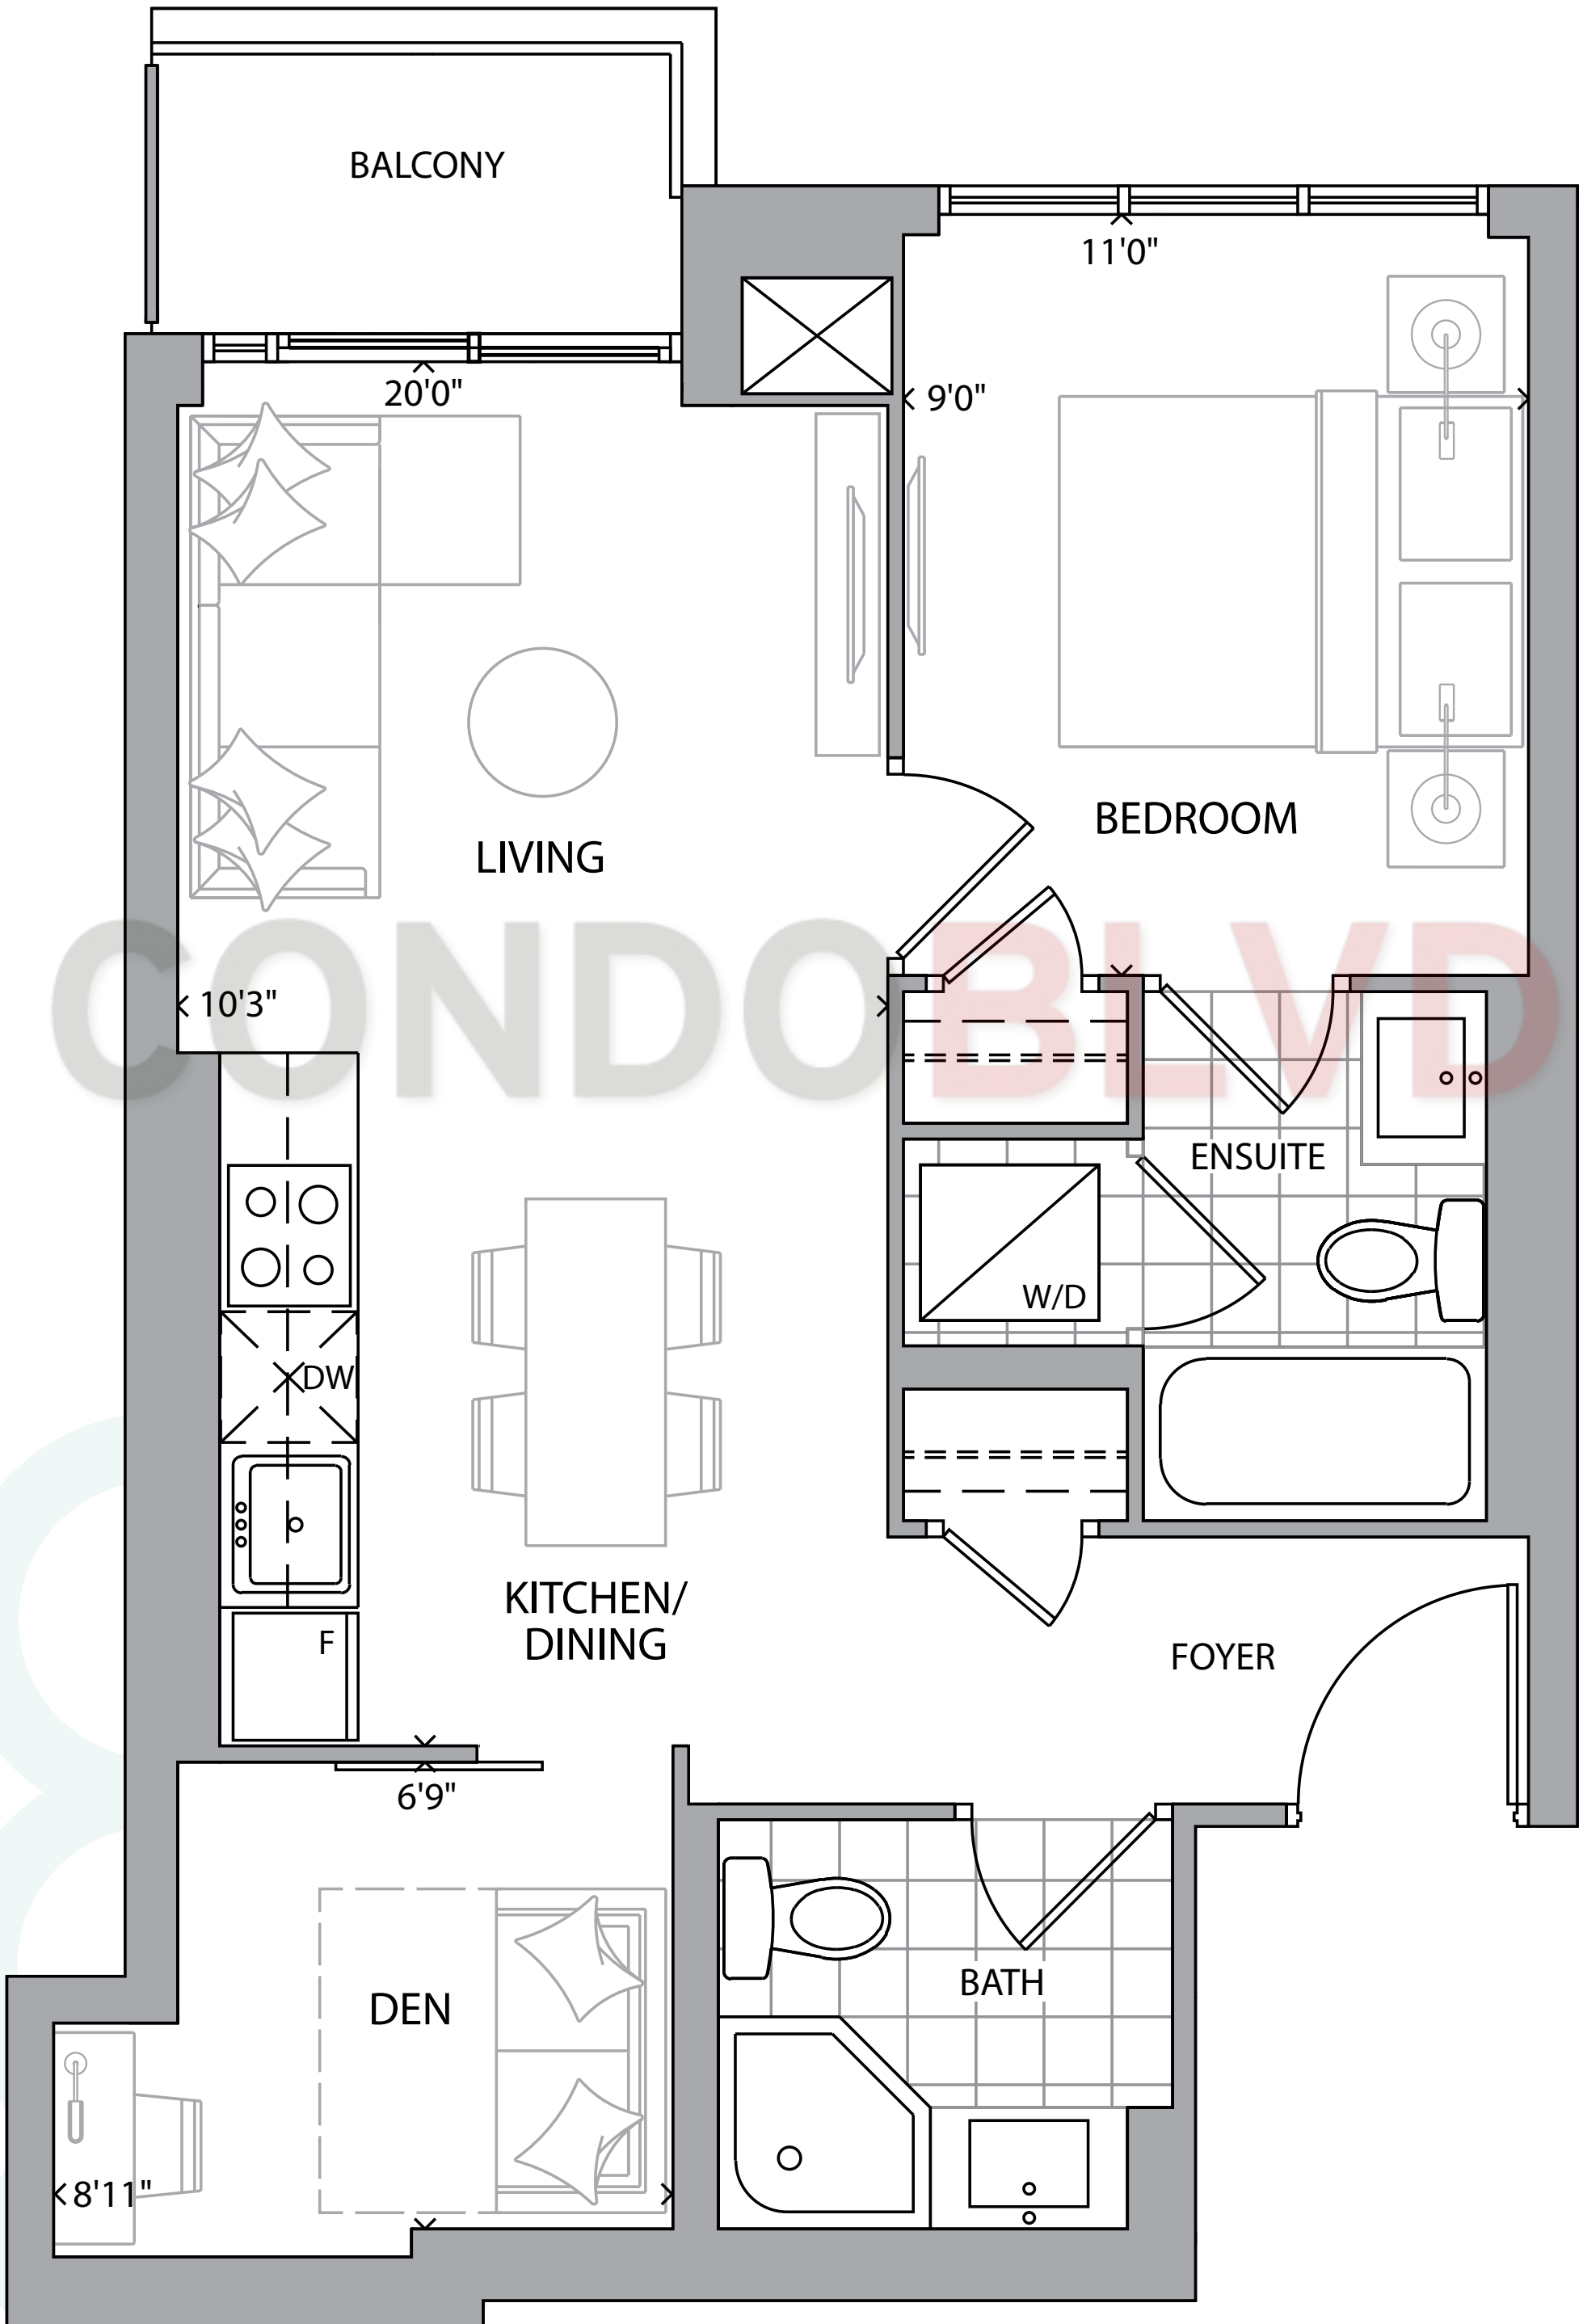 BALCONY
11'0"
20'0"
9'0"
BEDROOM
LIVING
CONDOBLVD
10'3"
ENSUITE
W/D
DW
KITCHEN/
DINING
F
FOYER
6'9"
BATH
DEN
8'11"